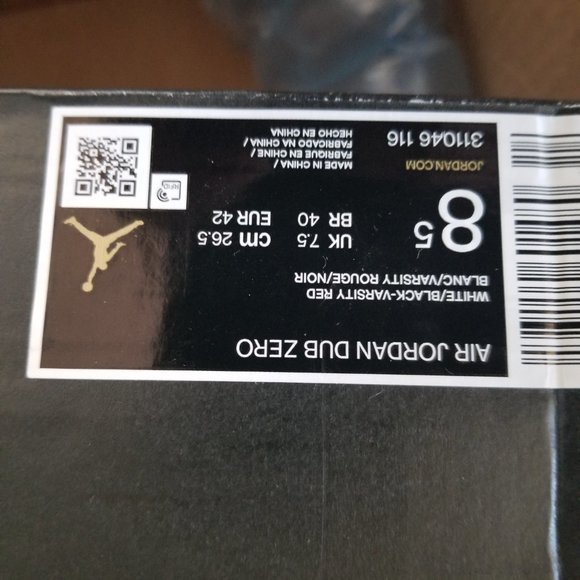 AIR JORDAN DUB ZERO
WHITE/BLACK-VARSITY RED
BLANC/VARSITY ROUGE/NOIR
8.5
UK 7.5
BR 40
cm 26.5
EUR 42
JORDAN.COM
311046 116
MADE IN CHINA /
FABRIQUE EN CHINE /
FABRICADO NA CHINA /
HECHO EN CHINA
RFID